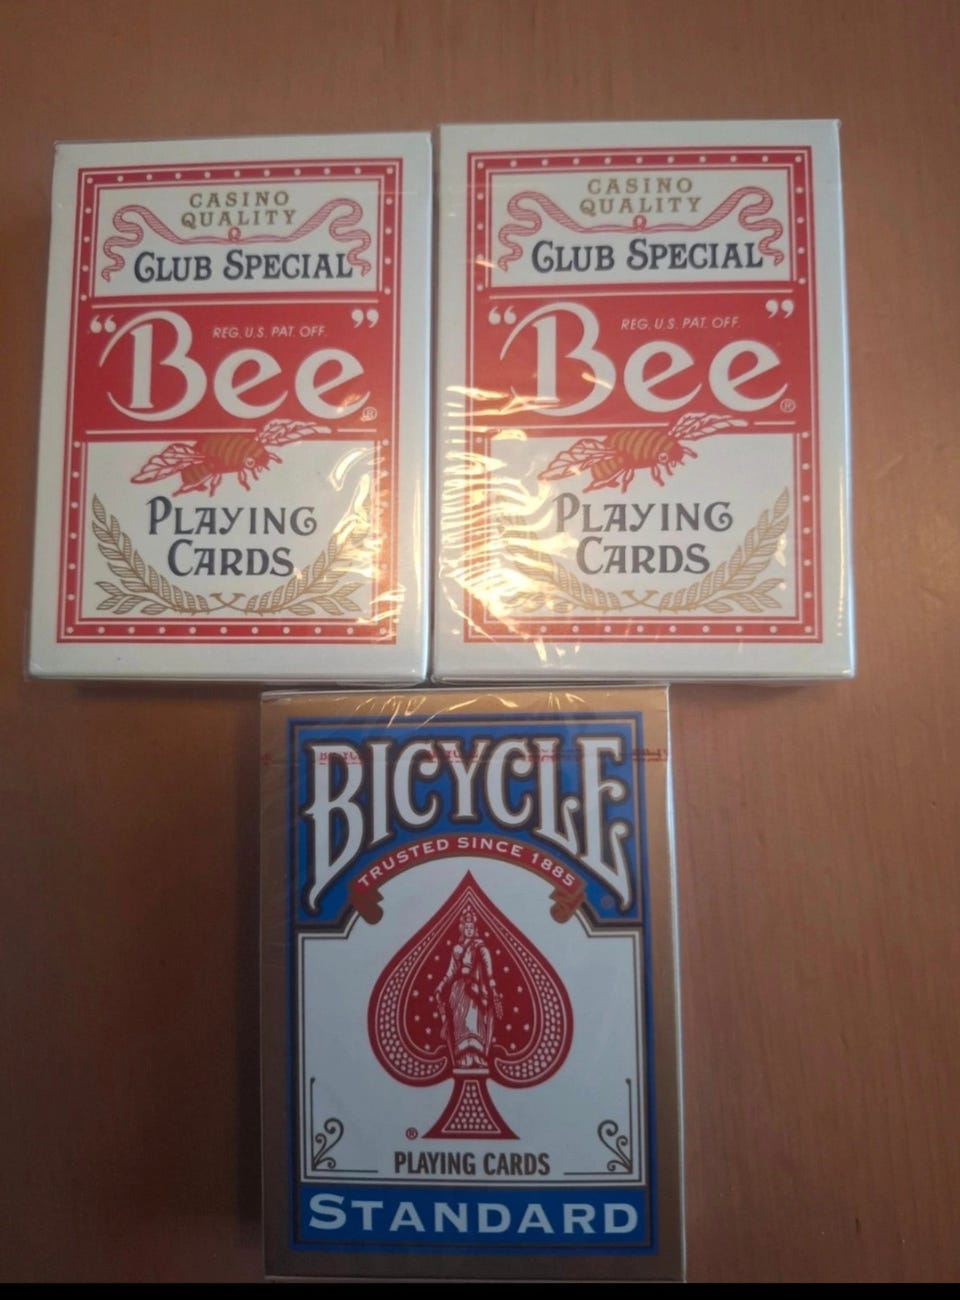 CASINO
QUALITY
CLUB SPECIAL
"Bee"
REG. U.S. PAT. OFF.
®
PLAYING
CARDS
CASINO
QUALITY
CLUB SPECIAL
"Bee"
REG. U.S. PAT. OFF.
®
PLAYING
CARDS
BICYCLE
TRUSTED SINCE 1885
®
®
PLAYING CARDS
STANDARD